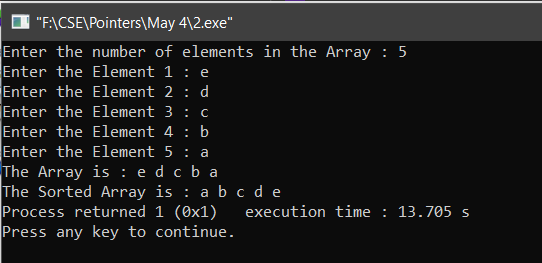 "F:\CSE\Pointers\May 4\2.exe"
Enter the number of elements in the Array : 5
Enter the Element 1 : e
Enter the Element 2 : d
Enter the Element 3 : c
Enter the Element 4 : b
Enter the Element 5 : a
The Array is : e d c b a
The Sorted Array is : a b c d e
Process returned 1 (0x1)   execution time : 13.705 s
Press any key to continue.